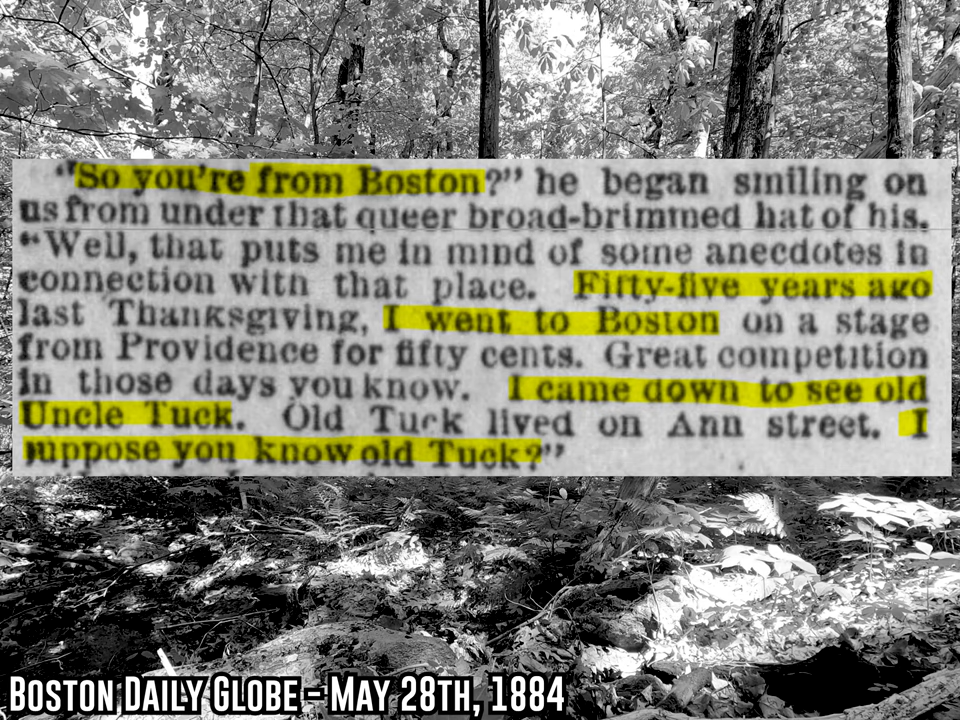 "So you're from Boston?" he began smiling on
us from under that queer broad-brimmed hat of his.
"Well, that puts me in mind of some anecdotes in
connection with that place. Fifty-five years ago
last Thanksgiving, I went to Boston on a stage
from Providence for fifty cents. Great competition
in those days you know. I came down to see old
Uncle Tuck. Old Tuck lived on Ann street. I
suppose you know old Tuck?"
BOSTON DAILY GLOBE - MAY 28TH, 1884